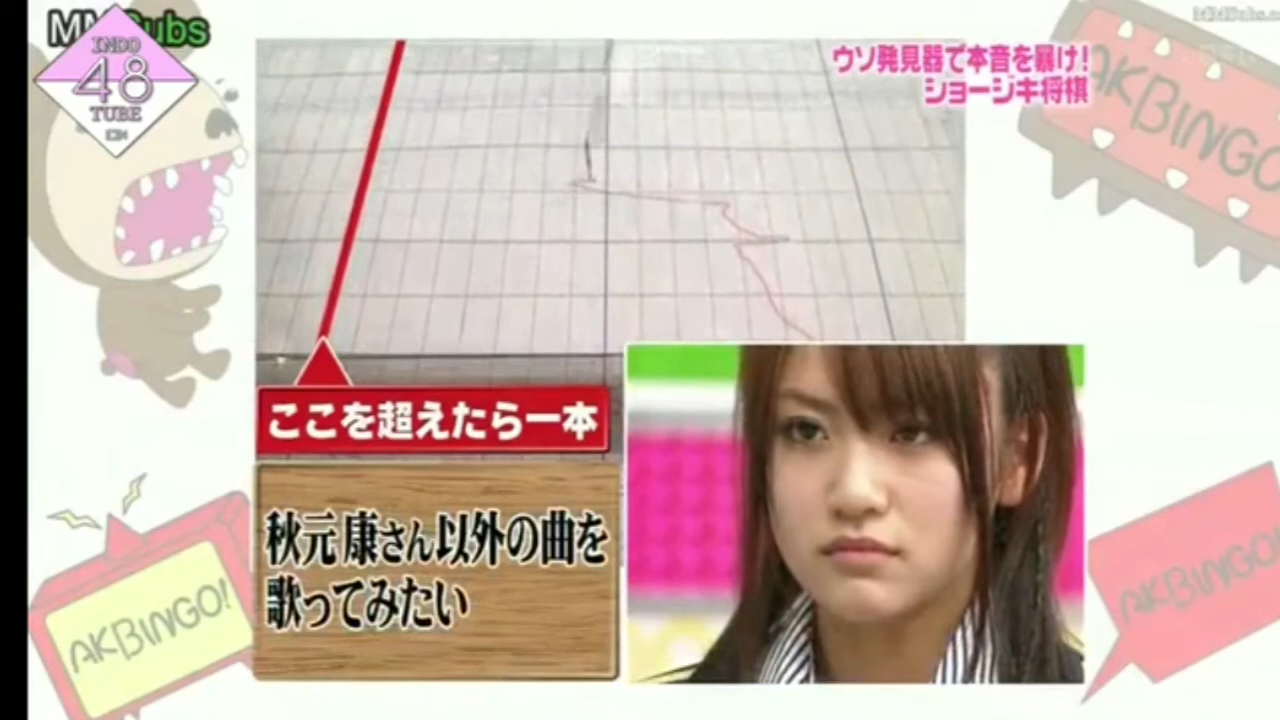 MM Subs
INDO
48
TUBE
ウソ発見器で本音を暴け!
ショージキ将棋
AKBINGO
ここを超えたら一本
秋元康さん以外の曲を
歌ってみたい
AKBINGO!
AKBINGO!